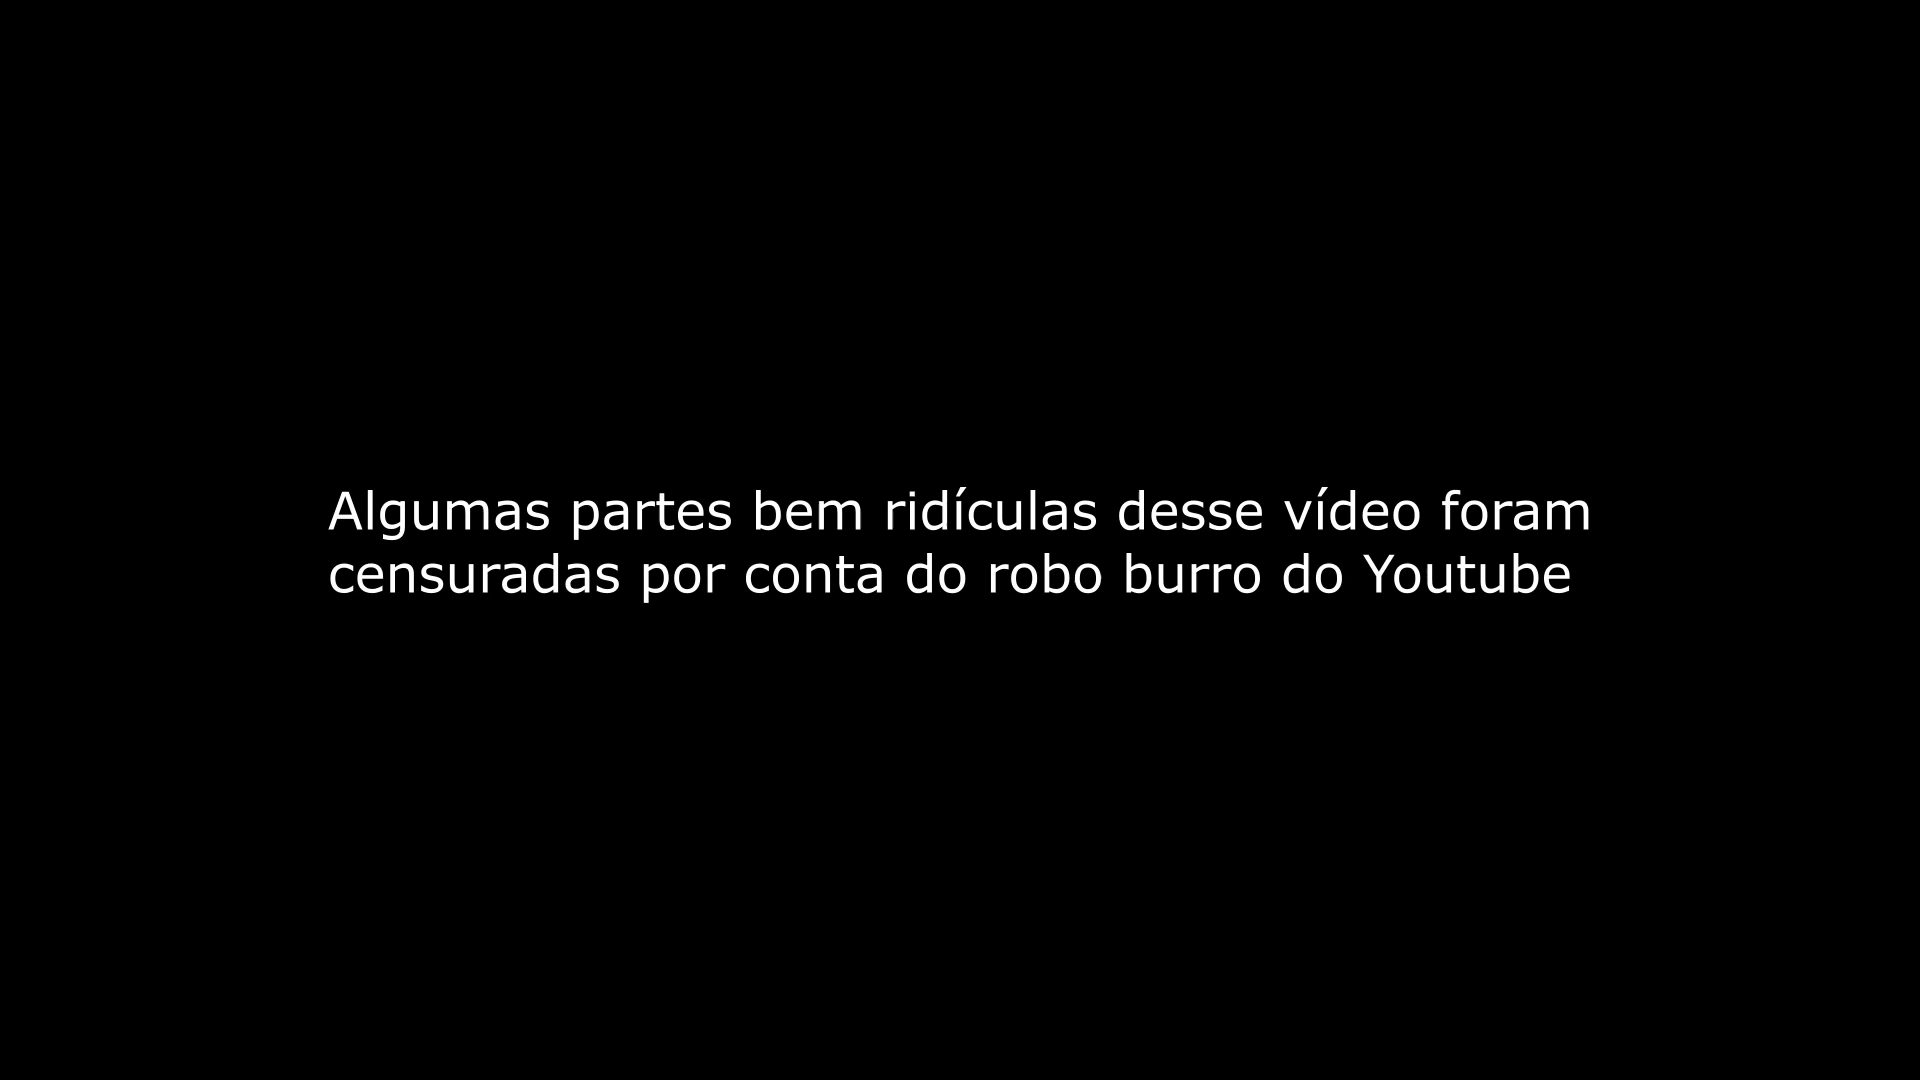 Algumas partes bem ridículas desse vídeo foram
censuradas por conta do robo burro do Youtube